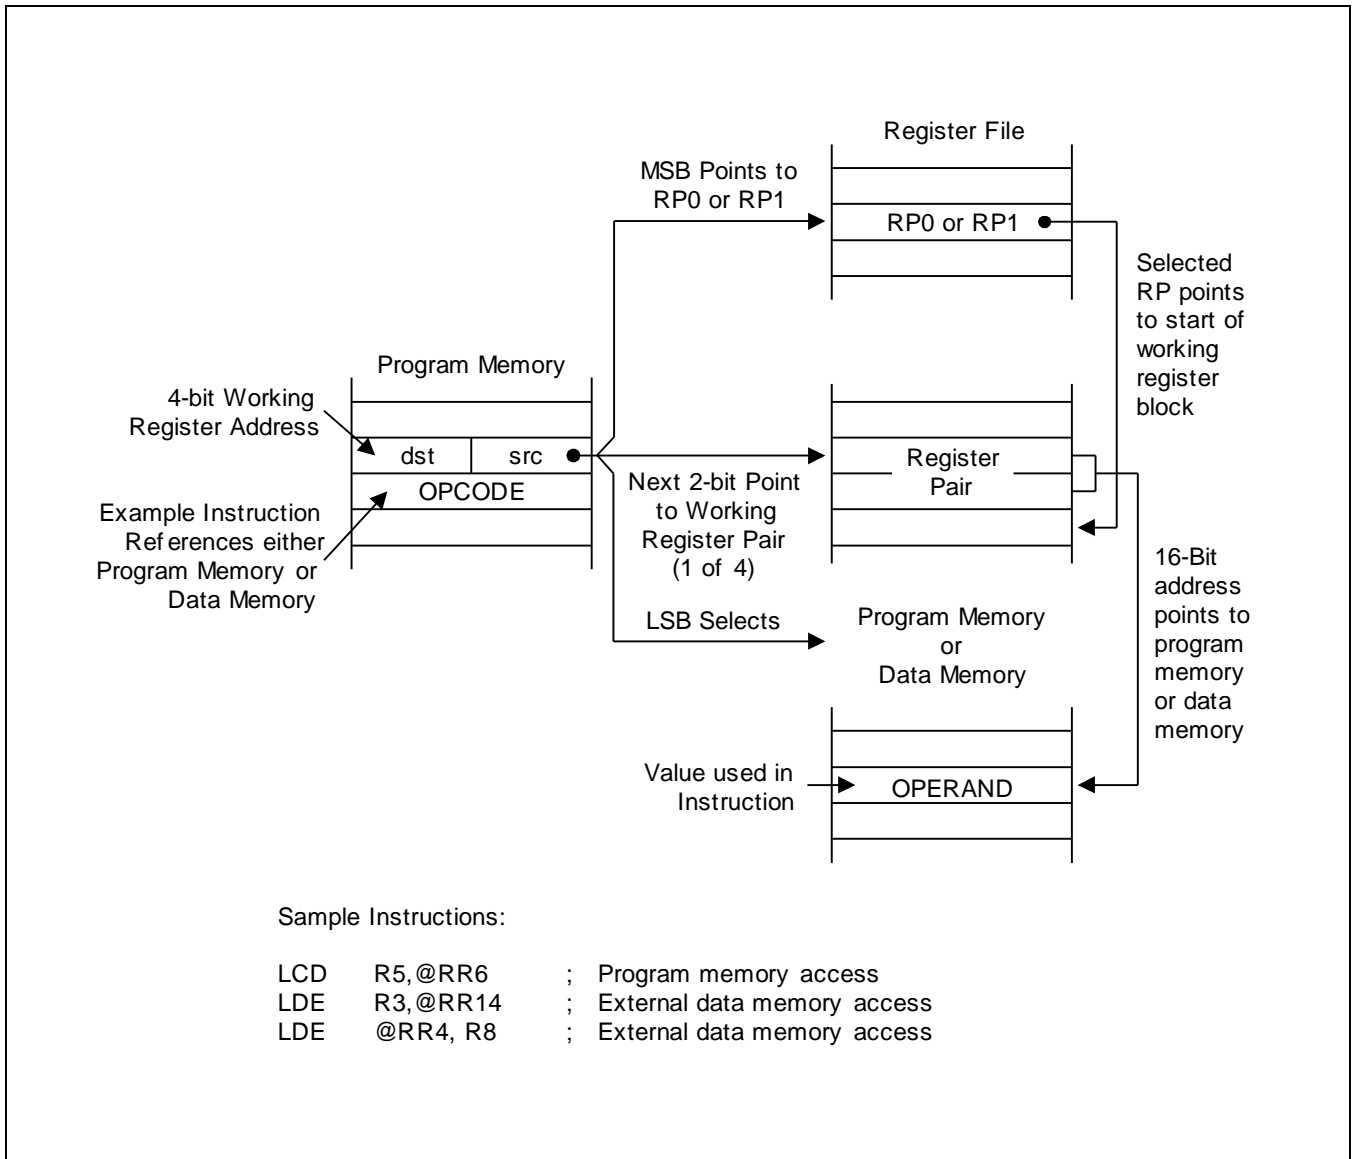 Register File
MSB Points to
RP0 or RP1
RP0 or RP1
Selected
RP points
to start of
working
register
block
Program Memory
4-bit Working
Register Address
dst src
OPCODE
Example Instruction
References either
Program Memory or
Data Memory
Next 2-bit Point
to Working
Register Pair
(1 of 4)
Register
Pair
LSB Selects
Program Memory
or
Data Memory
16-Bit
address
points to
program
memory
or data
memory
Value used in
Instruction
OPERAND
Sample Instructions:
LCD R5,@RR6 ; Program memory access
LDE R3,@RR14 ; External data memory access
LDE @RR4, R8 ; External data memory access